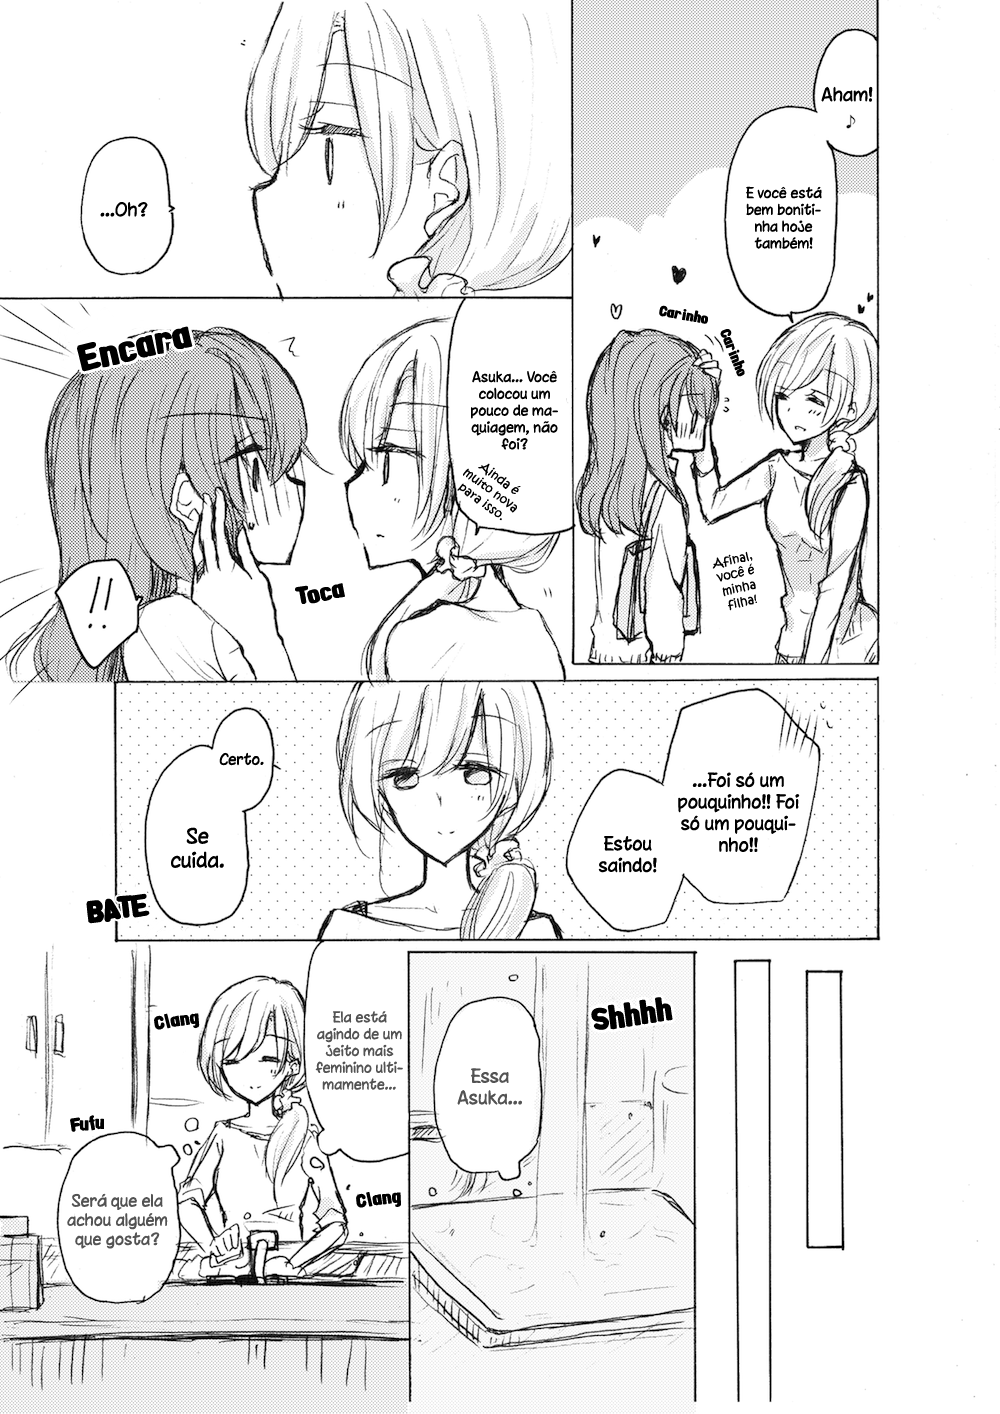 Aham!
♪
E você está
bem boniti-
nha hoje
também!
Carinho
Carinho
Afinal,
você é
minha
filha!
...Oh?
Asuka... Você
colocou um
pouco de ma-
quiagem, não
foi?
Ainda é
muito nova
para isso.
Encara
Toca
!!
...Foi só um
pouquinho!! Foi
só um pouqui-
nho!!
Estou
saindo!
Certo.
Se
cuida.
BATE
Shhhh
Essa
Asuka...
Ela está
agindo de um
jeito mais
feminino ulti-
mamente...
Clang
Clang
Fufu
Será que ela
achou alguém
que gosta?